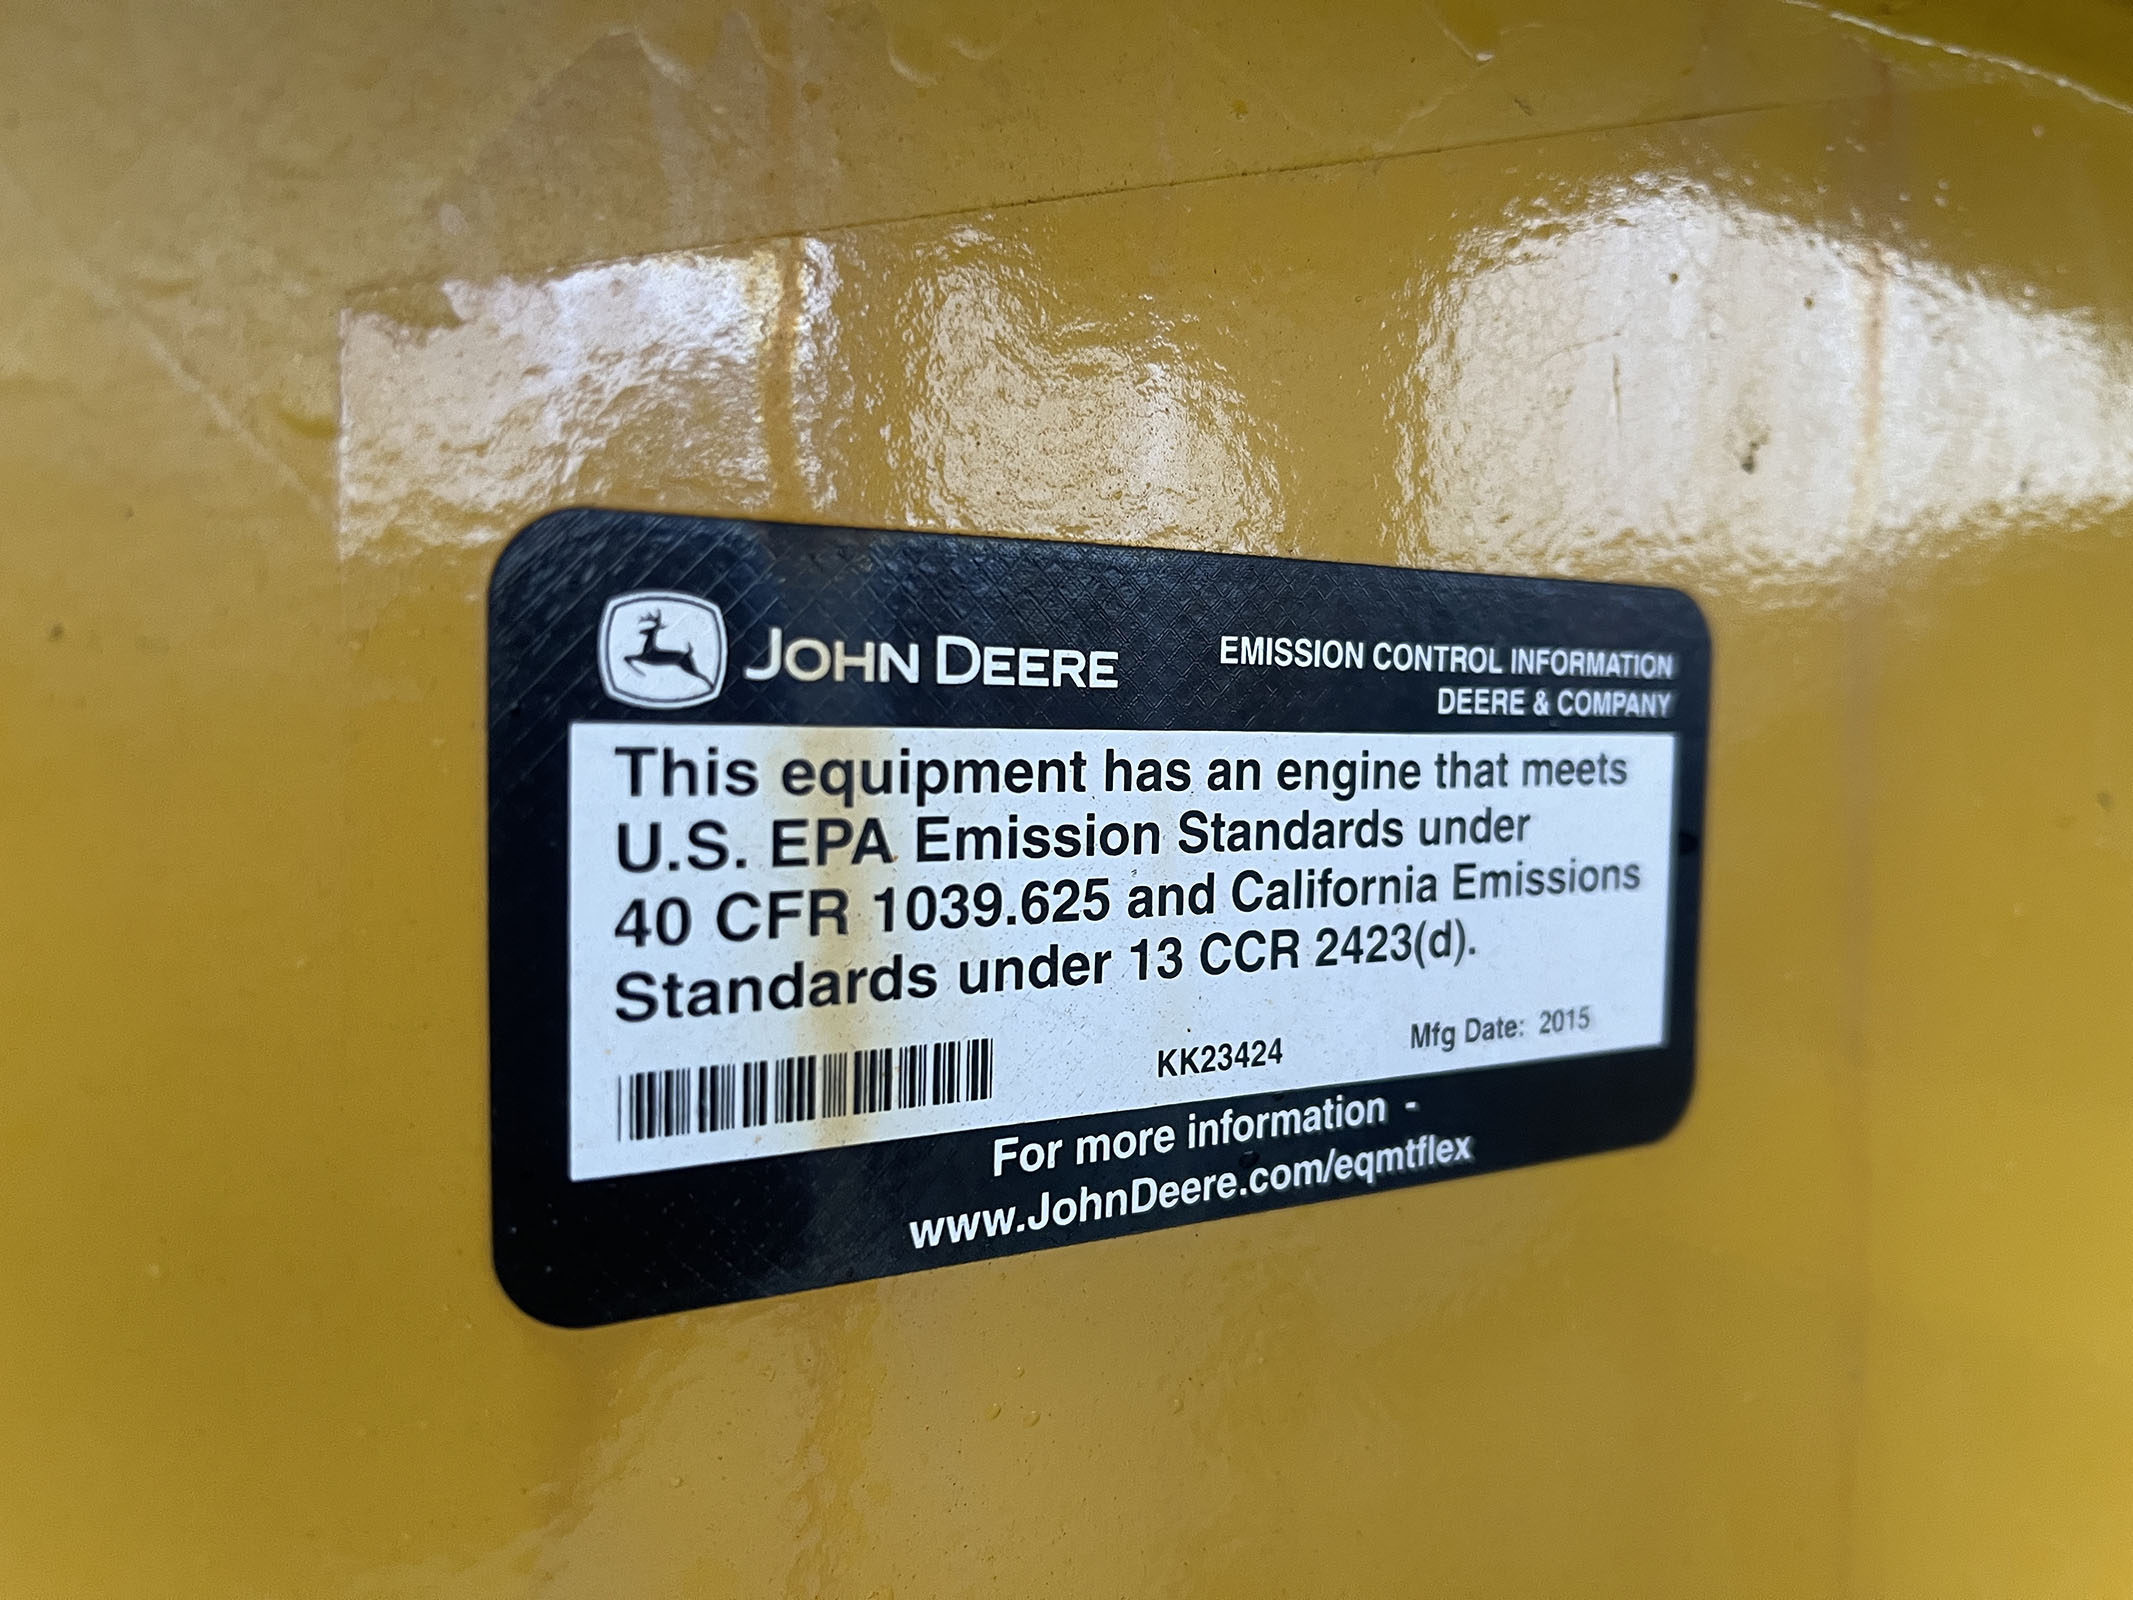 JOHN DEERE
EMISSION CONTROL INFORMATION
DEERE & COMPANY
This equipment has an engine that meets
U.S. EPA Emission Standards under
40 CFR 1039.625 and California Emissions
Standards under 13 CCR 2423(d).
KK23424
Mfg Date: 2015
For more information -
www.JohnDeere.com/eqmtflex